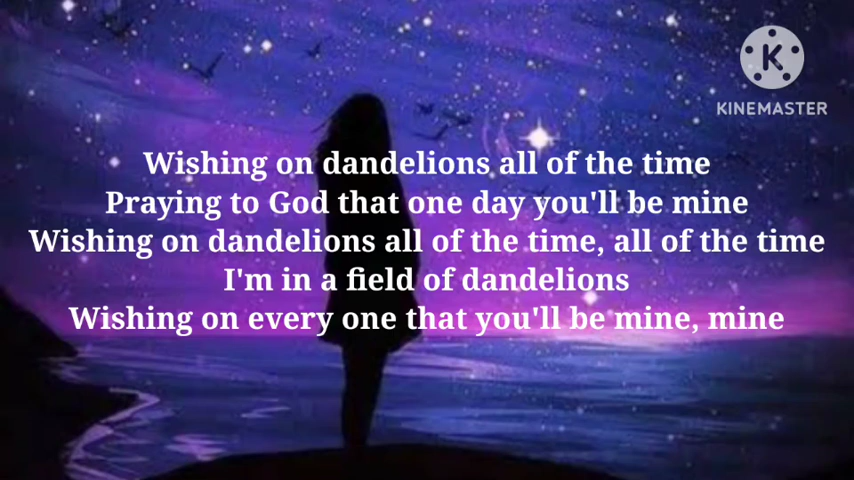 KINEMASTER
Wishing on dandelions all of the time
Praying to God that one day you'll be mine
Wishing on dandelions all of the time, all of the time
I'm in a field of dandelions
Wishing on every one that you'll be mine, mine